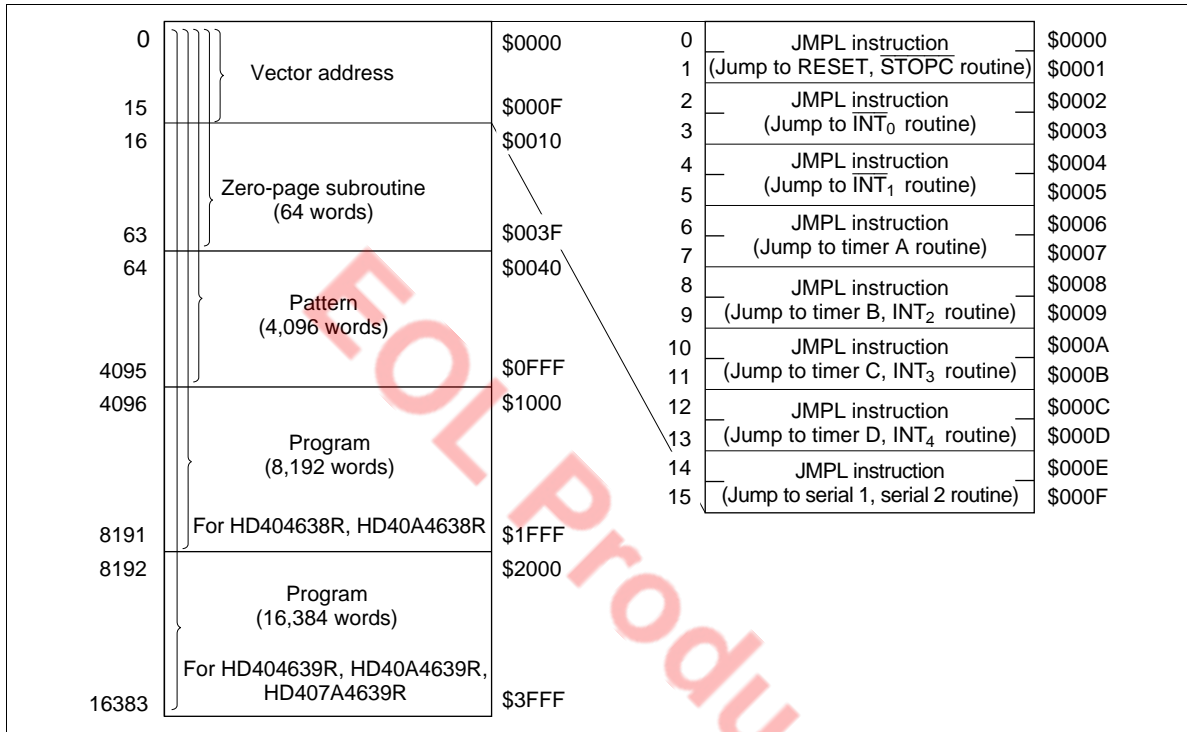 0
$0000
Vector address
15
$000F
16
$0010
Zero-page subroutine
(64 words)
63
$003F
64
$0040
Pattern
(4,096 words)
4095
$0FFF
4096
$1000
Program
(8,192 words)
For HD404638R, HD40A4638R
8191
$1FFF
8192
$2000
Program
(16,384 words)
For HD404639R, HD40A4639R,
HD407A4639R
16383
$3FFF
0
JMPL instruction
$0000
1
(Jump to RESET, STOPC routine)
$0001
2
JMPL instruction
$0002
3
(Jump to INT0 routine)
$0003
4
JMPL instruction
$0004
5
(Jump to INT1 routine)
$0005
6
JMPL instruction
$0006
7
(Jump to timer A routine)
$0007
8
JMPL instruction
$0008
9
(Jump to timer B, INT2 routine)
$0009
10
JMPL instruction
$000A
11
(Jump to timer C, INT3 routine)
$000B
12
JMPL instruction
$000C
13
(Jump to timer D, INT4 routine)
$000D
14
JMPL instruction
$000E
15
(Jump to serial 1, serial 2 routine)
$000F
EOL Produ